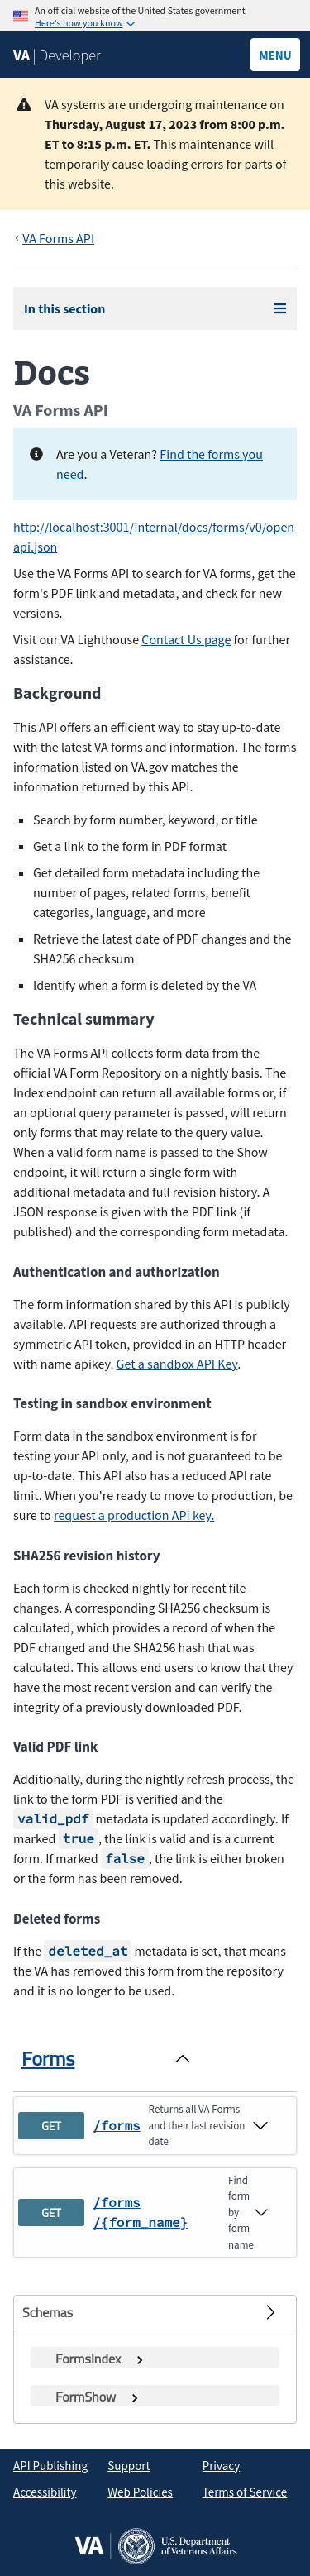 An official website of the United States government
Here's how you know
VA | Developer
MENU
VA systems are undergoing maintenance on
Thursday, August 17, 2023 from 8:00 p.m.
ET to 8:15 p.m. ET. This maintenance will
temporarily cause loading errors for parts of
this website.
VA Forms API
In this section
Docs
VA Forms API
Are you a Veteran? Find the forms you
need.
http://localhost:3001/internal/docs/forms/v0/open
api.json
Use the VA Forms API to search for VA forms, get the
form's PDF link and metadata, and check for new
versions.
Visit our VA Lighthouse Contact Us page for further
assistance.
Background
This API offers an efficient way to stay up-to-date
with the latest VA forms and information. The forms
information listed on VA.gov matches the
information returned by this API.
Search by form number, keyword, or title
Get a link to the form in PDF format
Get detailed form metadata including the
number of pages, related forms, benefit
categories, language, and more
Retrieve the latest date of PDF changes and the
SHA256 checksum
Identify when a form is deleted by the VA
Technical summary
The VA Forms API collects form data from the
official VA Form Repository on a nightly basis. The
Index endpoint can return all available forms or, if
an optional query parameter is passed, will return
only forms that may relate to the query value.
When a valid form name is passed to the Show
endpoint, it will return a single form with
additional metadata and full revision history. A
JSON response is given with the PDF link (if
published) and the corresponding form metadata.
Authentication and authorization
The form information shared by this API is publicly
available. API requests are authorized through a
symmetric API token, provided in an HTTP header
with name apikey. Get a sandbox API Key.
Testing in sandbox environment
Form data in the sandbox environment is for
testing your API only, and is not guaranteed to be
up-to-date. This API also has a reduced API rate
limit. When you're ready to move to production, be
sure to request a production API key.
SHA256 revision history
Each form is checked nightly for recent file
changes. A corresponding SHA256 checksum is
calculated, which provides a record of when the
PDF changed and the SHA256 hash that was
calculated. This allows end users to know that they
have the most recent version and can verify the
integrity of a previously downloaded PDF.
Valid PDF link
Additionally, during the nightly refresh process, the
link to the form PDF is verified and the
valid_pdf metadata is updated accordingly. If
marked true , the link is valid and is a current
form. If marked false , the link is either broken
or the form has been removed.
Deleted forms
If the deleted_at metadata is set, that means
the VA has removed this form from the repository
and it is no longer to be used.
Forms
GET /forms Returns all VA Forms
and their last revision
date
GET /forms
/{form_name} Find
form
by
form
name
Schemas
FormsIndex
FormShow
API Publishing Support Privacy
Accessibility Web Policies Terms of Service
VA | U.S. Department
of Veterans Affairs